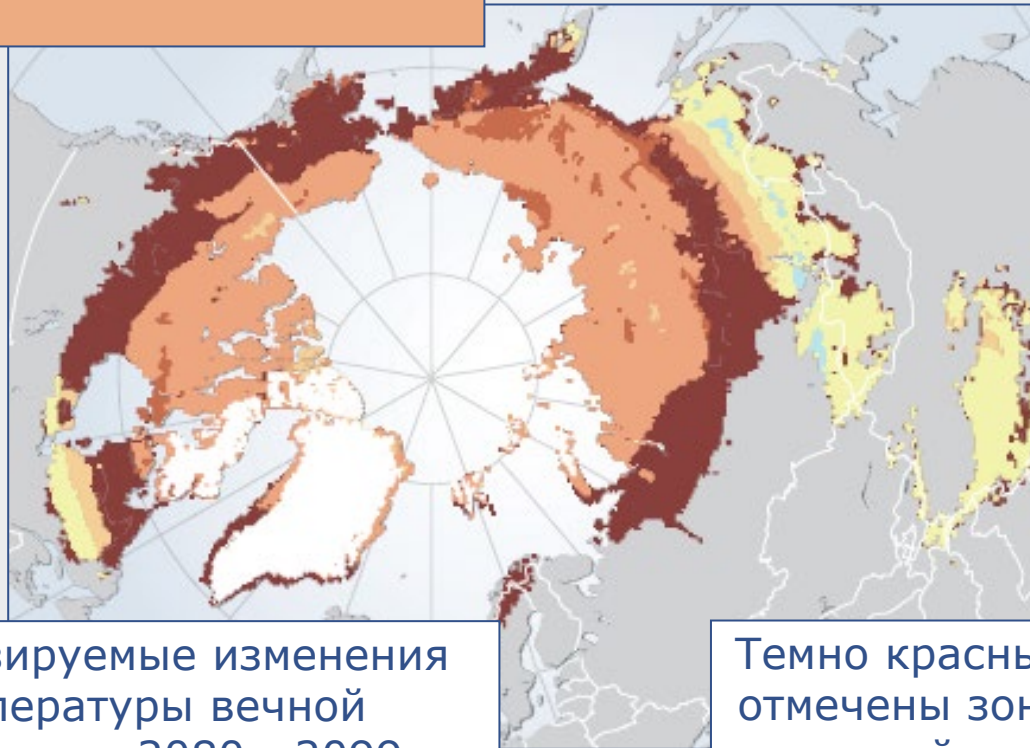 зируемые изменения
пературы вечной
Темно красны
отмечены зон